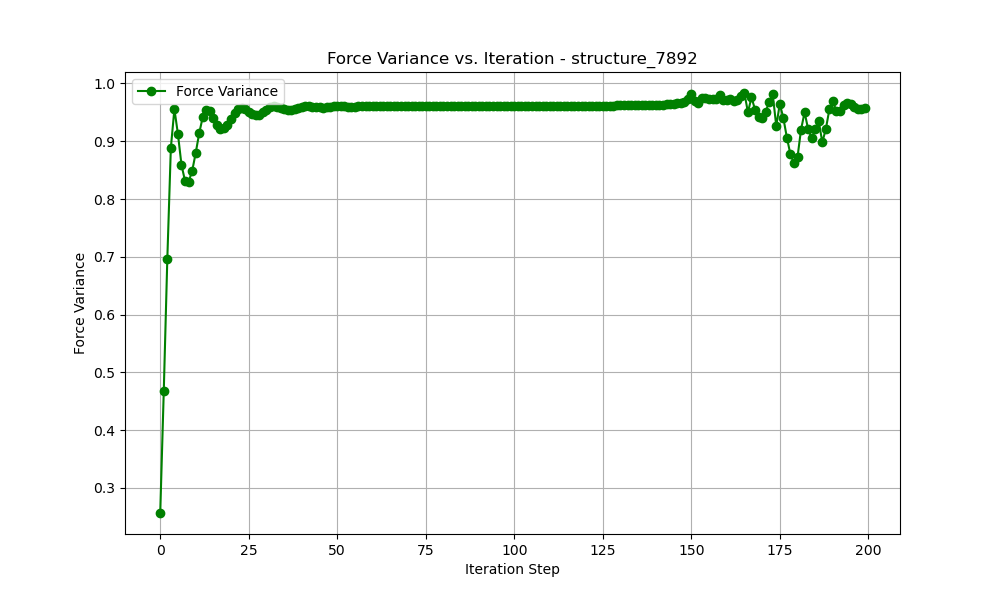 Force Variance vs. Iteration - structure_7892
Force Variance
1.0
0.9
0.8
0.7
0.6
0.5
0.4
0.3
Force Variance
0 25 50 75 100 125 150 175 200
Iteration Step